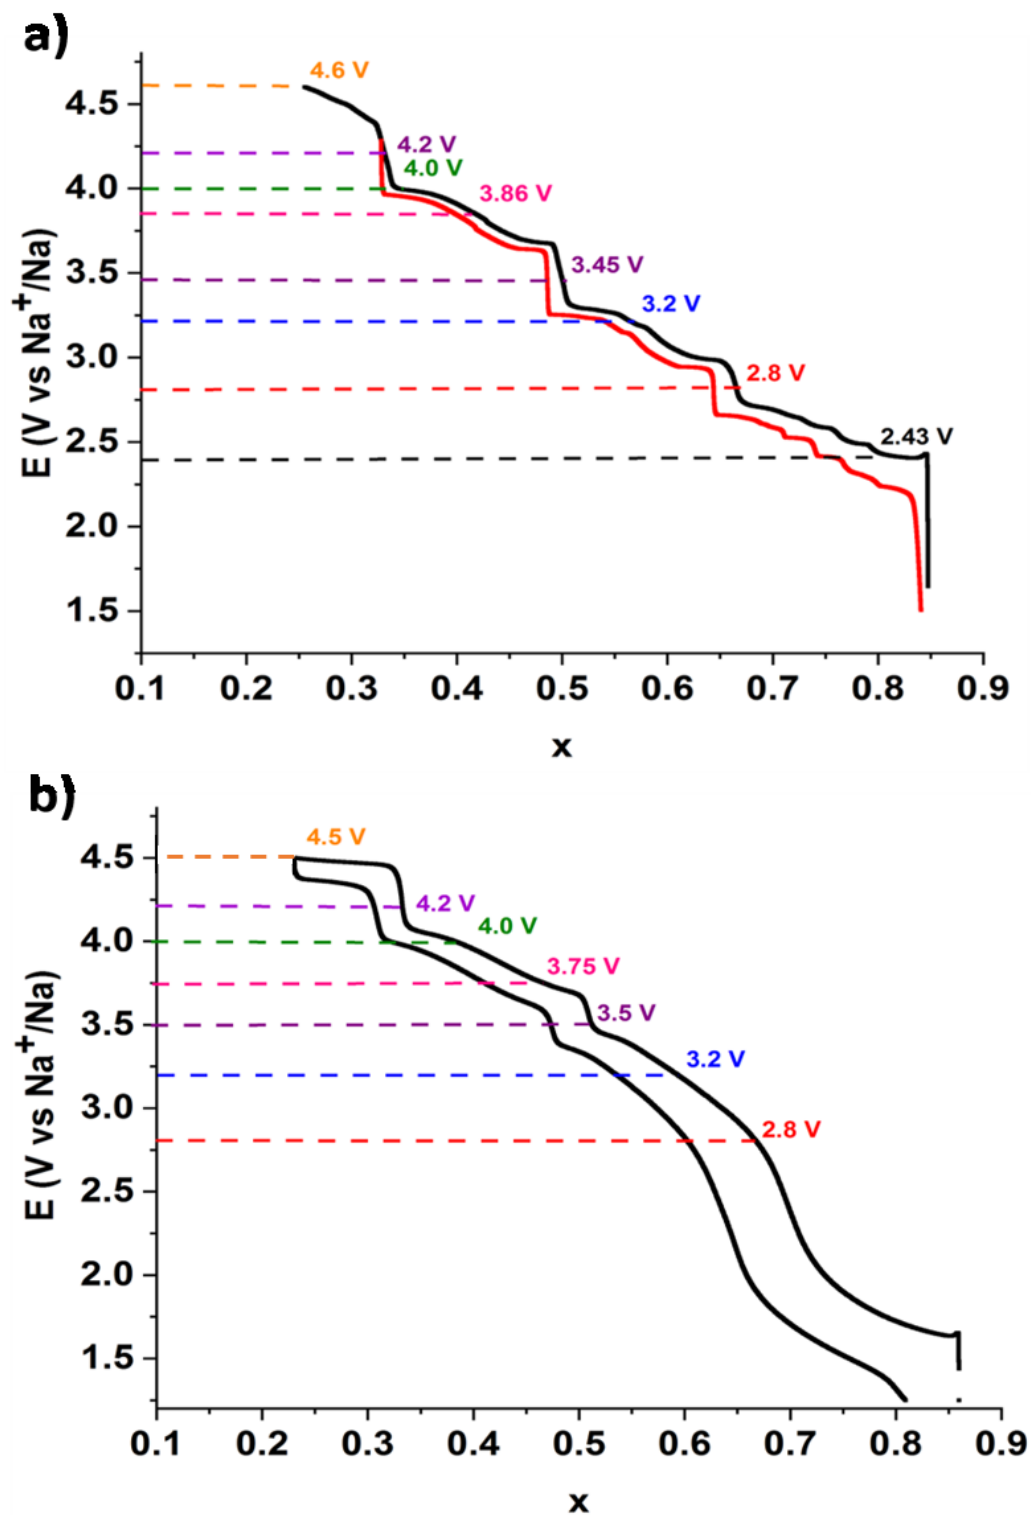 a)
4.6 V
4.5
4.2 V
4.0 V
4.0
3.86 V
3.5
3.45 V
3.2 V
3.0
2.8 V
2.5
2.43 V
2.0
1.5
E (V vs Na+/Na)
0.1 0.2 0.3 0.4 0.5 0.6 0.7 0.8 0.9
x
b)
4.5 V
4.5
4.2 V
4.0 V
4.0
3.75 V
3.5 V
3.5
3.2 V
3.0
2.8 V
2.5
2.0
1.5
E (V vs Na+/Na)
0.1 0.2 0.3 0.4 0.5 0.6 0.7 0.8 0.9
x